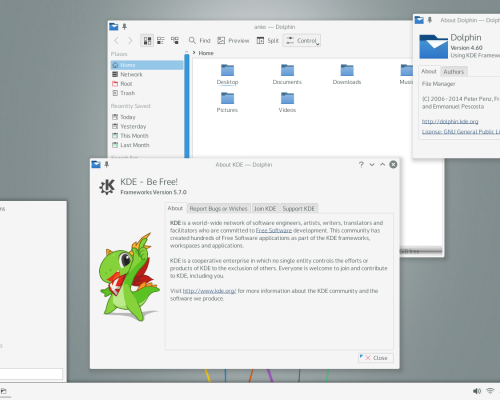 anke — Dolphin
Find Preview Split Control
Places
Home
Home
Network
Root
Trash
Recently Saved
Today
Yesterday
This Month
Last Month
Desktop Documents Downloads
Pictures Videos
About Dolphin —
Dolphin
Version 4.60
Using KDE
About Authors
File Manager
(C) 2006-2014 Peter Penz,
and Emmanuel Pescosta
http://dolphin.kde.org
License: GNU General Public
About KDE — Dolphin
KDE - Be Free!
Frameworks Version 5.7.0
About Report Bugs or Wishes Join KDE Support KDE
KDE is a world-wide network of software engineers, artists, writers, translators and
facilitators who are committed to Free Software development. This community has
created hundreds of Free Software applications as part of the KDE frameworks,
workspaces and applications.
KDE is a cooperative enterprise in which no single entity controls the efforts or
products of KDE to the exclusion of others. Everyone is welcome to join and contribute
to KDE, including you.
Visit http://www.kde.org/ for more information about the KDE community and the
software we produce.
Close